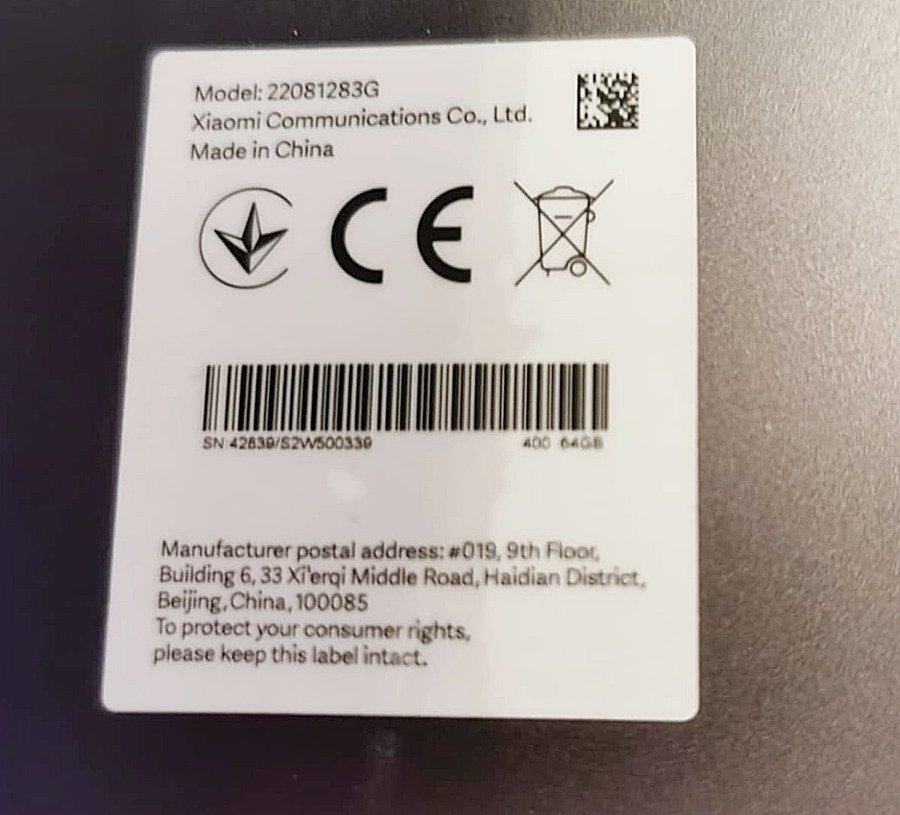 Model: 22081283G
Xiaomi Communications Co., Ltd.
Made in China
CE
SN:42839/S2W500339 64GB
Manufacturer postal address: #019, 9th Floor,
Building 6, 33 Xi'erqi Middle Road, Haidian District,
Beijing, China, 100085
To protect your consumer rights,
please keep this label intact.